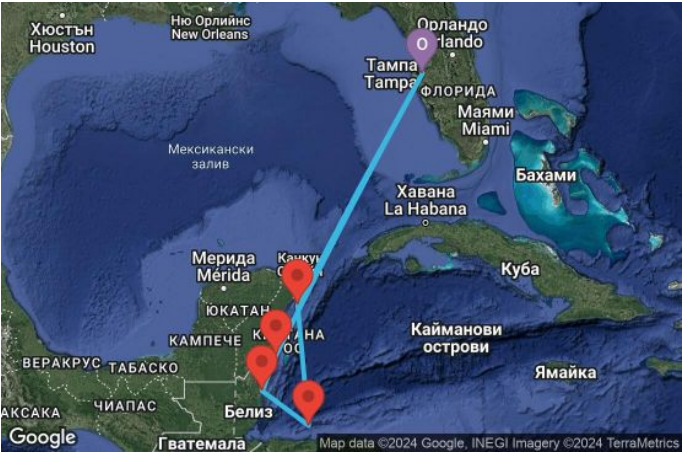 Хюстън
Houston
Ню Орлийнс
New Orleans
Орландо
rlando
O
Тампа
Tampa
ФЛОРИДА
Маями
Miami
Мексикански
залив
Бахами
Хавана
La Habana
Мерида
Mérida
Куба
ЮКАТАН
КАМПЕЧЕ
Кайманови
острови
ВЕРАКРУС
ТАБАСКО
Ямайка
ЧИАПАС
АКСАКА
Белиз
Гватемала
Google
Map data ©2024 Google, INEGI Imagery ©2024 TerraMetrics